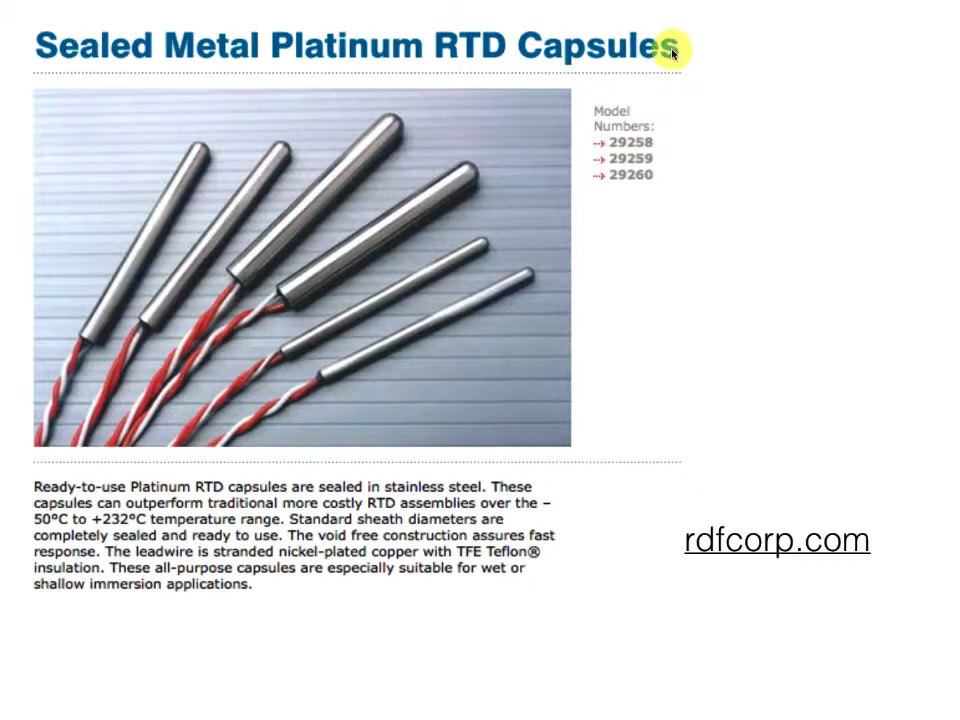 Sealed Metal Platinum RTD Capsules
Model
Numbers:
29258
29259
29260
Ready-to-use Platinum RTD capsules are sealed in stainless steel. These
capsules can outperform traditional more costly RTD assemblies over the –
50ºC to +232ºC temperature range. Standard sheath diameters are
completely sealed and ready to use. The void free construction assures fast
response. The leadwire is stranded nickel-plated copper with TFE Teflon®
insulation. These all-purpose capsules are especially suitable for wet or
shallow immersion applications.
rdfcorp.com